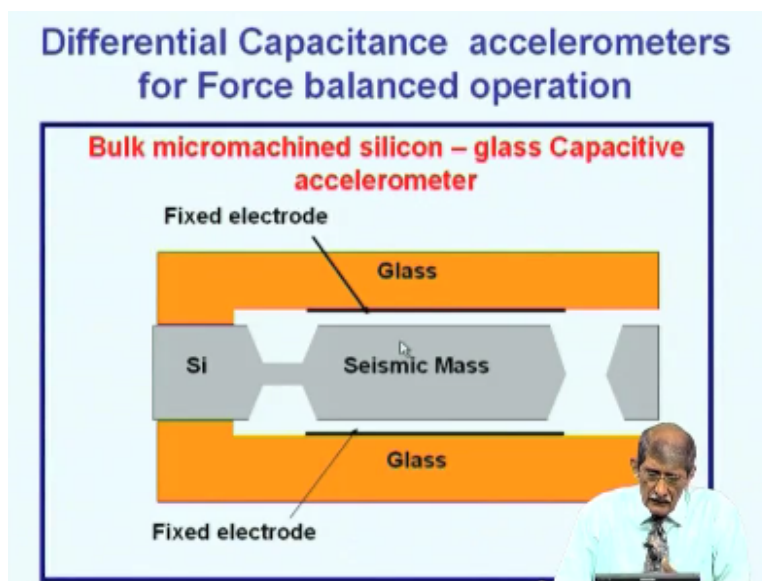 Differential Capacitance accelerometers
for Force balanced operation
Bulk micromachined silicon – glass Capacitive
accelerometer
Fixed electrode
Glass
Si
Seismic Mass
Glass
Fixed electrode